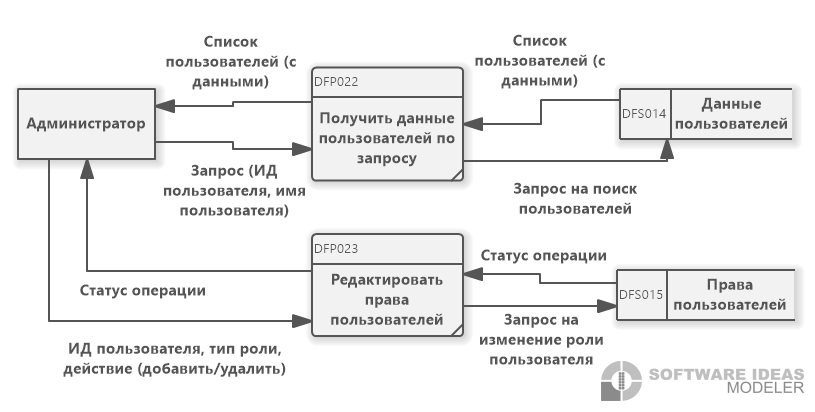 Список
пользователей (с
данными)
Список
пользователей (с
данными)
DFP022
Администратор
Получить данные
пользователей по
запросу
DFS014
Данные
пользователей
Запрос (ИД
пользователя, имя
пользователя)
Запрос на поиск
пользователей
DFP023
Статус операции
Редактировать
права
пользователей
Статус операции
DFS015
Права
пользователей
Запрос на
изменение роли
пользователя
ИД пользователя, тип роли,
действие (добавить/удалить)
SOFTWARE IDEAS
MODELER